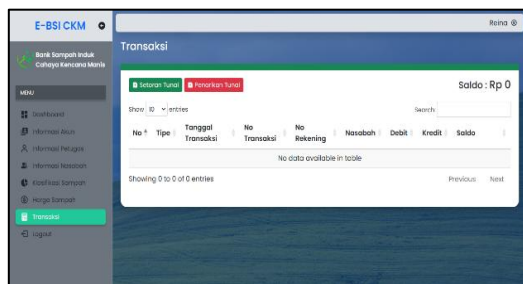 E-BSI CKM
Reina
Bank Sampah Induk
Cahaya Kencana Manis
Transaksi
MENU
Dashboard
Informasi Akun
Informasi Petugas
Informasi Nasabah
Klasifikasi Sampah
Harga Sampah
Transaksi
Logout
Setoran Tunai
Penarikan Tunai
Saldo : Rp 0
Show 10 entries
Search:
No Tipe Tanggal Transaksi No Transaksi No Rekening Nasabah Debit Kredit Saldo
No data available in table
Showing 0 to 0 of 0 entries
Previous Next